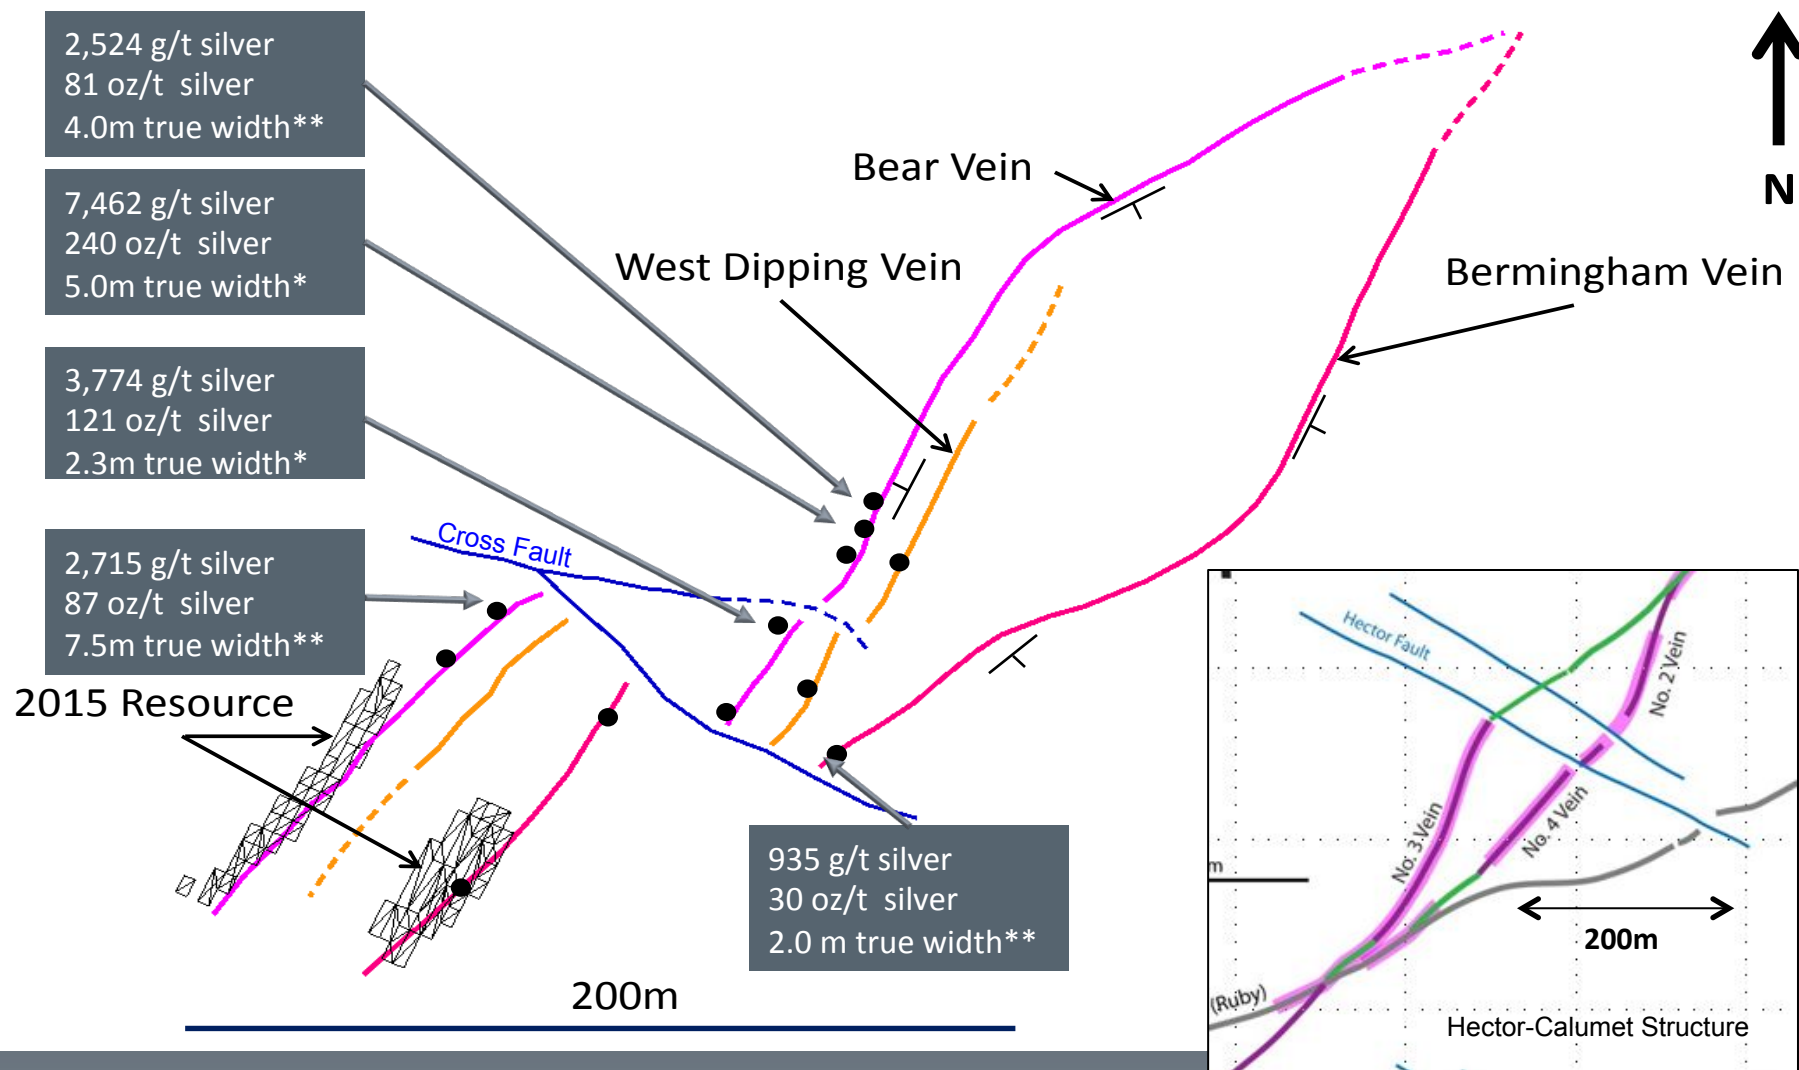 2,524 g/t silver
81 oz/t silver
4.0m true width**
7,462 g/t silver
240 oz/t silver
5.0m true width*
3,774 g/t silver
121 oz/t silver
2.3m true width*
2,715 g/t silver
87 oz/t silver
7.5m true width**
2015 Resource
Cross Fault
Bear Vein
West Dipping Vein
Bermingham Vein
N
935 g/t silver
30 oz/t silver
2.0 m true width**
200m
Hector Fault
No. 2 Vein
No. 3 Vein
No. 4 Vein
m
200m
(Ruby)
Hector-Calumet Structure